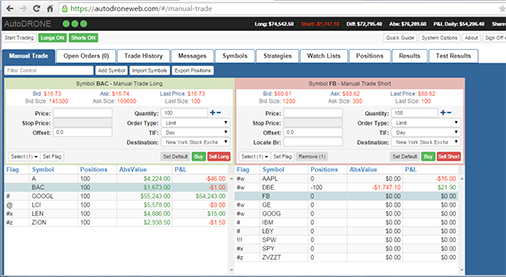 https://autodroneweb.com/#/manual-trade
AutoDRONE
Long: $74,542.50 Short: -$1,747.10 Diff: $72,795.40 Abs: $76,289.60 P&L Daily: $54,206.40
Start Trading Longs ON Shorts ON Quick Guide System Options About Sign Off
Manual Trade Open Orders (0) Trade History Messages Symbols Strategies Watch Lists Positions Results Test Results
Filter Control Add Symbol Import Symbols Export Positions
Symbol BAC - Manual Trade Long
Bid: $16.73 Ask: $16.74 Last Price: $16.73
Bid Size: 145300 Ask Size: 169600 Last Size: 100
Price: Quantity: 100
Stop Price: Order Type: Limit
Offset: 0.0 TIF: Day
Destination: New York Stock Excha
Select (1) Set Flag Set Default Buy Sell Long
Symbol FB - Manual Trade Short
Bid: $80.61 Ask: $80.62 Last Price: $80.62
Bid Size: 1200 Ask Size: 300 Last Size: 100
Price: Quantity: 100
Stop Price: Order Type: Limit
Offset: 0.0 TIF: Day
Locate Br: Destination: New York Stock Excha
Select (1) Set Flag Remove (1) Set Default Buy Sell Short
Flag Symbol Positions AbsValue P&L
A 100 $4,224.00 -$46.00
BAC 100 $1,673.00 -$1.00
# GOOGL 100 $55,243.00 $54,243.00
@ LCI 100 $5,578.00 -$9.00
#x LEN 100 $4,886.00 $15.00
#z ZION 100 $2,938.50 -$1.50
Flag Symbol Positions AbsValue P&L
#w AAPL 0 $0.00 -$16.00
#w DBE -100 -$1,747.10 $21.90
FB 0 $0.00 $0.00
#w GE 0 $0.00 $0.00
#w GOOG 0 $0.00 $0.00
# IBM 0 $0.00 $0.00
# LBY 0 $0.00 $0.00
!!! SPW 0 $0.00 $0.00
#x SPY 0 $0.00 $0.00
#z ZVZZT 0 $0.00 $0.00